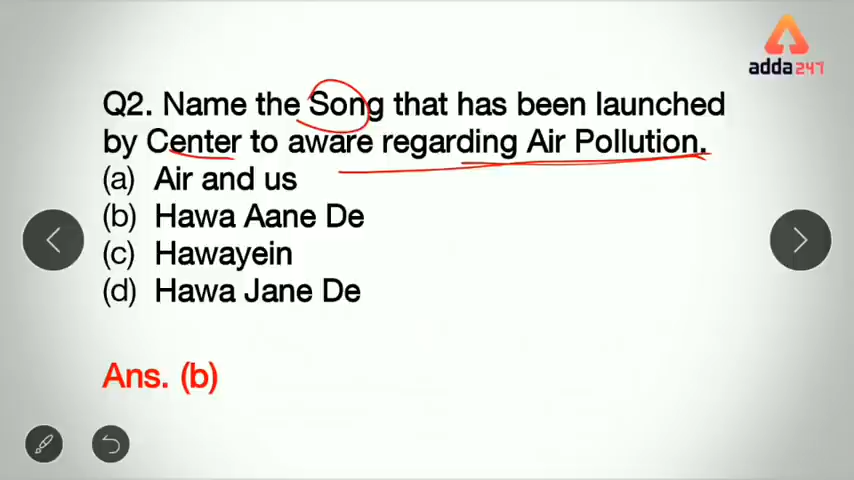 adda247
Q2. Name the Song that has been launched
by Center to aware regarding Air Pollution.
(a) Air and us
(b) Hawa Aane De
(c) Hawayein
(d) Hawa Jane De
Ans. (b)